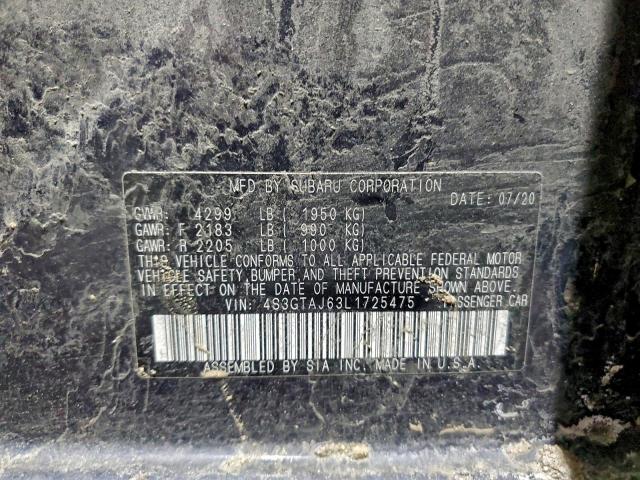 MFD BY SUBARU CORPORATION
DATE: 07/20
GVWR: 4299 LB ( 1950 KG)
GAWR: F 2183 LB ( 990 KG)
GAWR: R 2205 LB ( 1000 KG)
THIS VEHICLE CONFORMS TO ALL APPLICABLE FEDERAL MOTOR
VEHICLE SAFETY, BUMPER, AND THEFT PREVENTION STANDARDS
IN EFFECT ON THE DATE OF MANUFACTURE SHOWN ABOVE.
VIN: 4S3GTAJ63L1725475 PASSENGER CAR
ASSEMBLED BY SIA INC. MADE IN U.S.A.